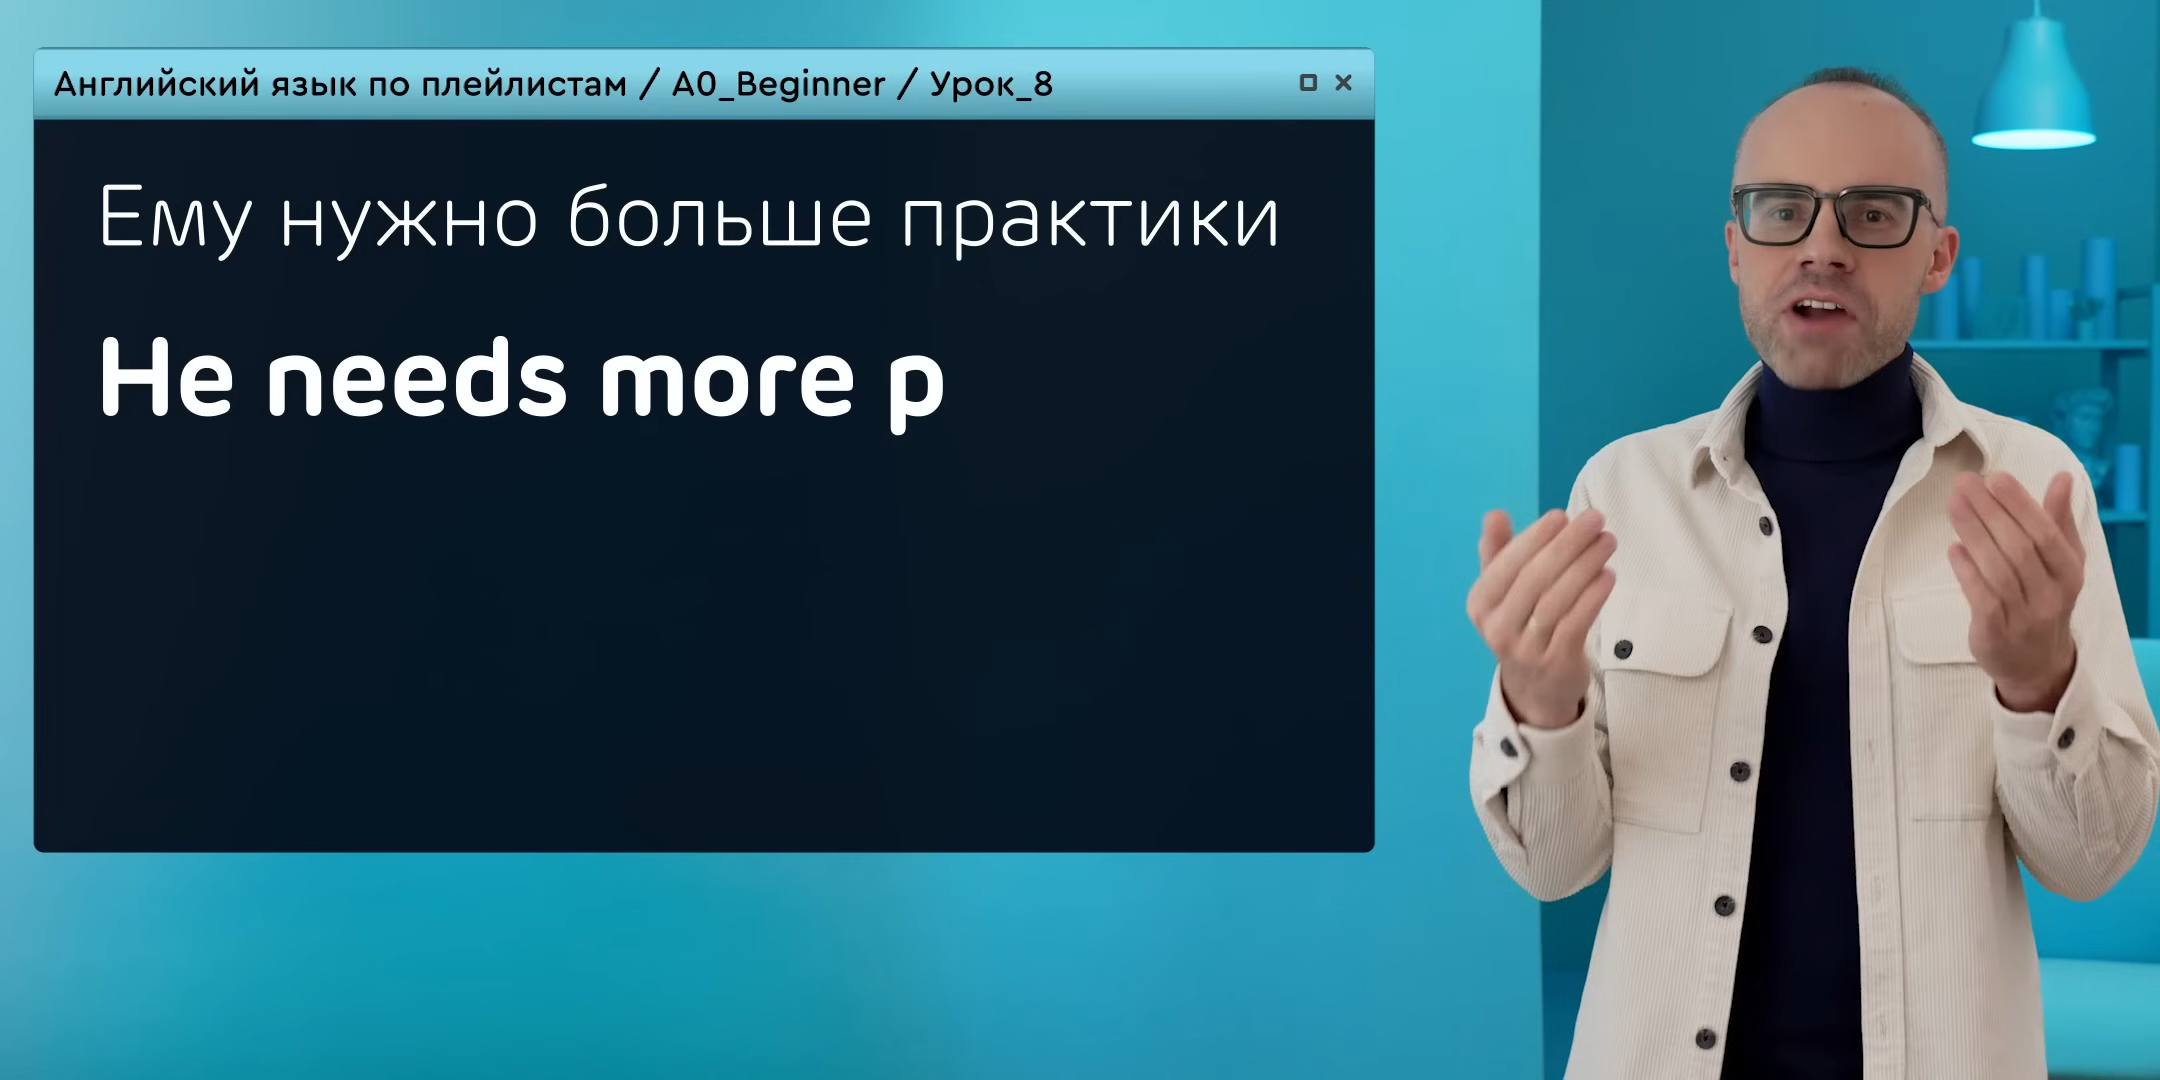 Английский язык по плейлистам / A0_Beginner / Урок_8
Ему нужно больше практики
He needs more p